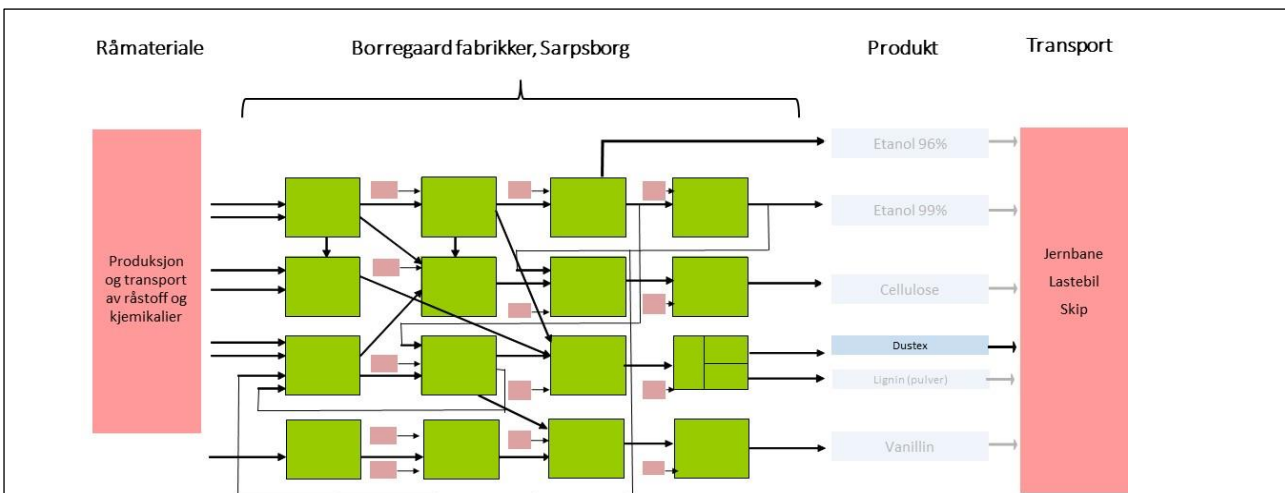 Råmateriale
Borregaard fabrikker, Sarpsborg
Produkt
Transport
Produksjon
og transport
av råstoff og
kjemikalier
Etanol 96%
Etanol 99%
Cellulose
Dustex
Lignin (pulver)
Vanillin
Jernbane
Lastebil
Skip